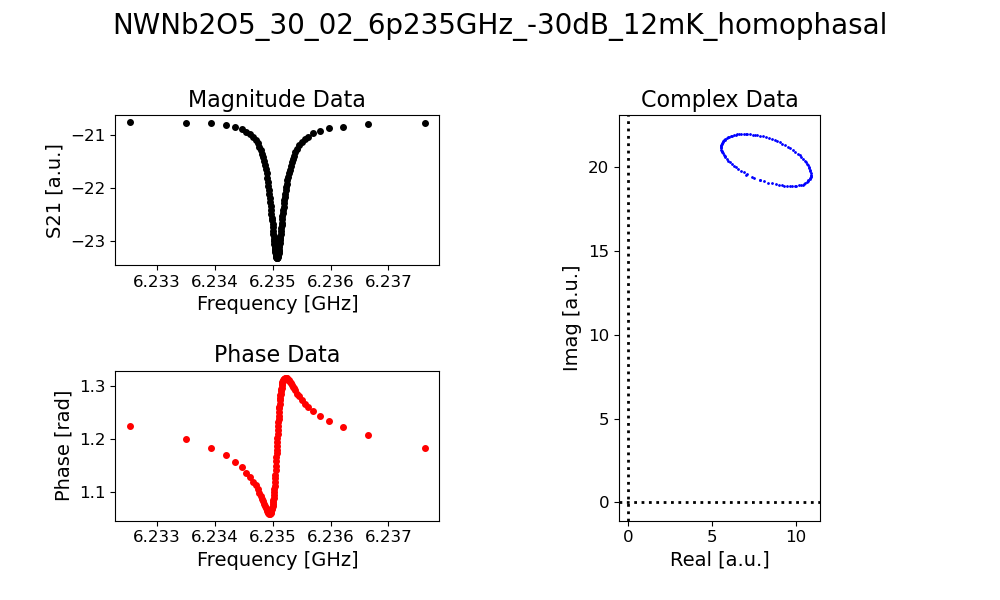 NWNb2O5_30_02_6p235GHz_-30dB_12mK_homophasal
Magnitude Data
S21 [a.u.]
−21
−22
−23
6.233 6.234 6.235 6.236 6.237
Frequency [GHz]
Phase Data
Phase [rad]
1.3
1.2
1.1
6.233 6.234 6.235 6.236 6.237
Frequency [GHz]
Complex Data
Imag [a.u.]
20
15
10
5
0
0 5 10
Real [a.u.]